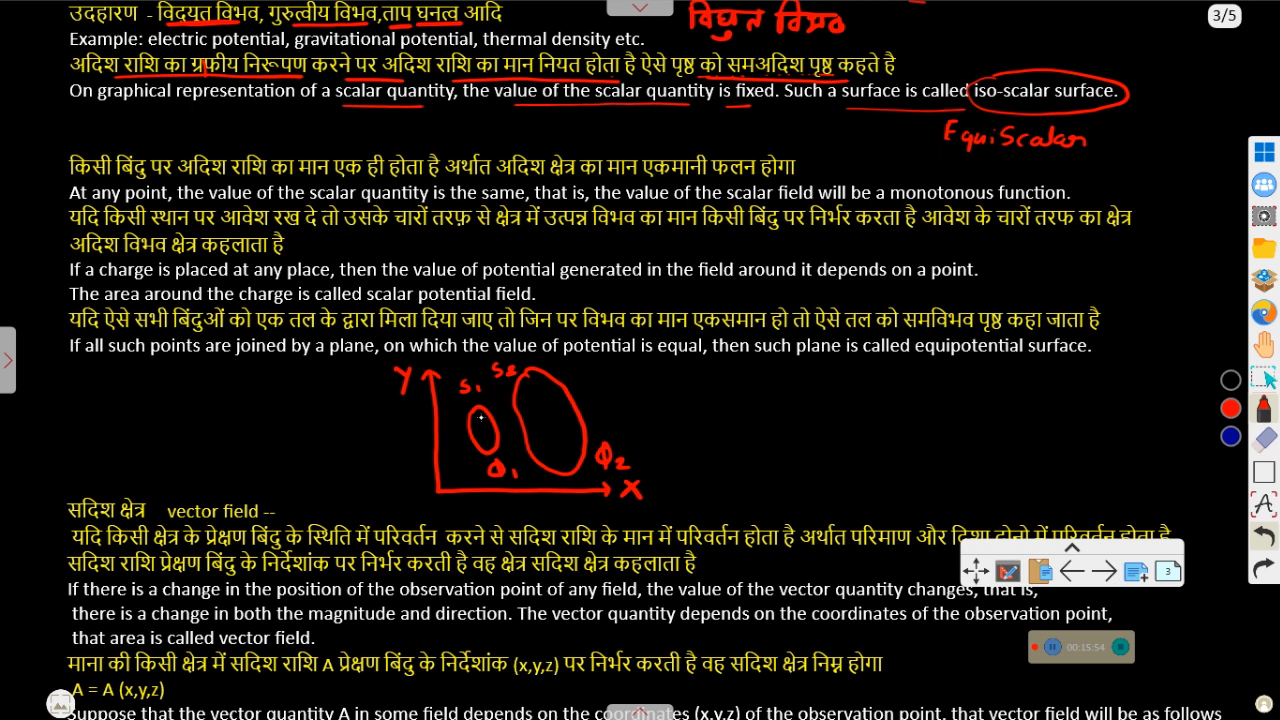 उदहारण - विदयत विभव, गुरुत्वीय विभव,ताप घनत्व आदि
विद्युत विभव
3/5
Example: electric potential, gravitational potential, thermal density etc.
अदिश राशि का ग्रफीय निरूपण करने पर अदिश राशि का मान नियत होता है ऐसे पृष्ठ को समअदिश पृष्ठ कहते है
On graphical representation of a scalar quantity, the value of the scalar quantity is fixed. Such a surface is called iso-scalar surface.
EquiScalar
किसी बिंदु पर अदिश राशि का मान एक ही होता है अर्थात अदिश क्षेत्र का मान एकमानी फलन होगा
At any point, the value of the scalar quantity is the same, that is, the value of the scalar field will be a monotonous function.
यदि किसी स्थान पर आवेश रख दे तो उसके चारों तरफ़ से क्षेत्र में उत्पन्न विभव का मान किसी बिंदु पर निर्भर करता है आवेश के चारों तरफ का क्षेत्र
अदिश विभव क्षेत्र कहलाता है
If a charge is placed at any place, then the value of potential generated in the field around it depends on a point.
The area around the charge is called scalar potential field.
यदि ऐसे सभी बिंदुओं को एक तल के द्वारा मिला दिया जाए तो जिन पर विभव का मान एकसमान हो तो ऐसे तल को समविभव पृष्ठ कहा जाता है
If all such points are joined by a plane, on which the value of potential is equal, then such plane is called equipotential surface.
Y S₁ S₂
ϕ₁ ϕ₂
X
सदिश क्षेत्र vector field --
यदि किसी क्षेत्र के प्रेक्षण बिंदु के स्थिति में परिवर्तन करने से सदिश राशि के मान में परिवर्तन होता है अर्थात परिमाण और दिशा दोनो में परिवर्तन होता है
सदिश राशि प्रेक्षण बिंदु के निर्देशांक पर निर्भर करती है वह क्षेत्र सदिश क्षेत्र कहलाता है
3
If there is a change in the position of the observation point of any field, the value of the vector quantity changes, that is,
there is a change in both the magnitude and direction. The vector quantity depends on the coordinates of the observation point,
that area is called vector field.
00:15:54
माना की किसी क्षेत्र में सदिश राशि A प्रेक्षण बिंदु के निर्देशांक (x,y,z) पर निर्भर करती है वह सदिश क्षेत्र निम्न होगा
A = A (x,y,z)
Suppose that the vector quantity A in some field depends on the coordinates (x,y,z) of the observation point, that vector field will be as follows